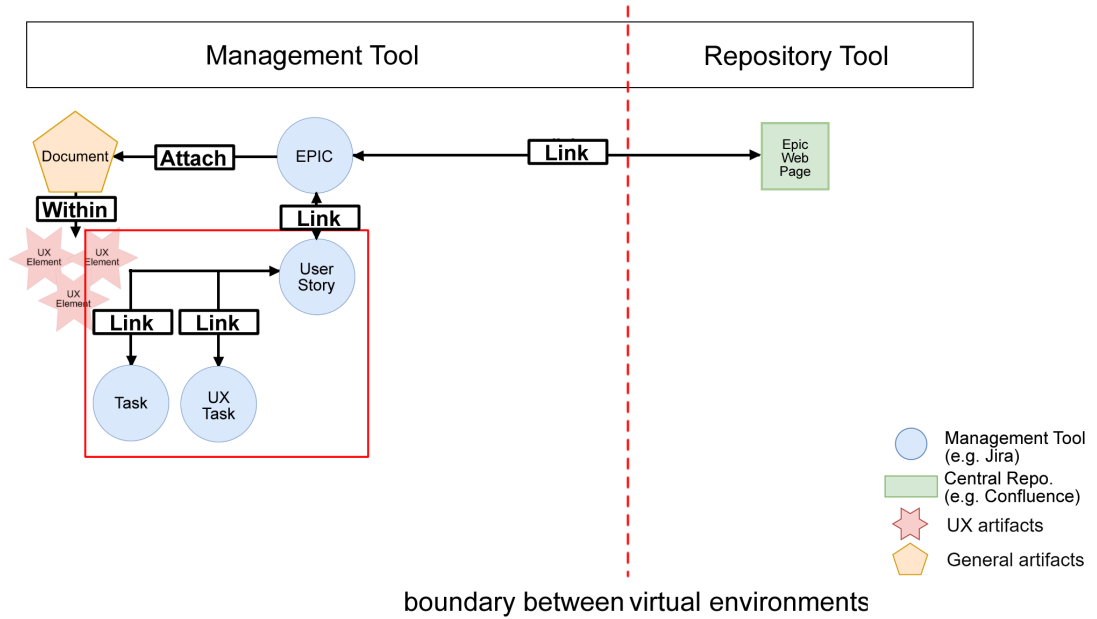 Management Tool
Repository Tool
Document
Attach
EPIC
Link
Epic
Web
Page
Within
Link
UX
Element
UX
Element
UX
Element
User
Story
Link
Link
Task
UX
Task
Management Tool
(e.g. Jira)
Central Repo.
(e.g. Confluence)
UX artifacts
General artifacts
boundary between virtual environments